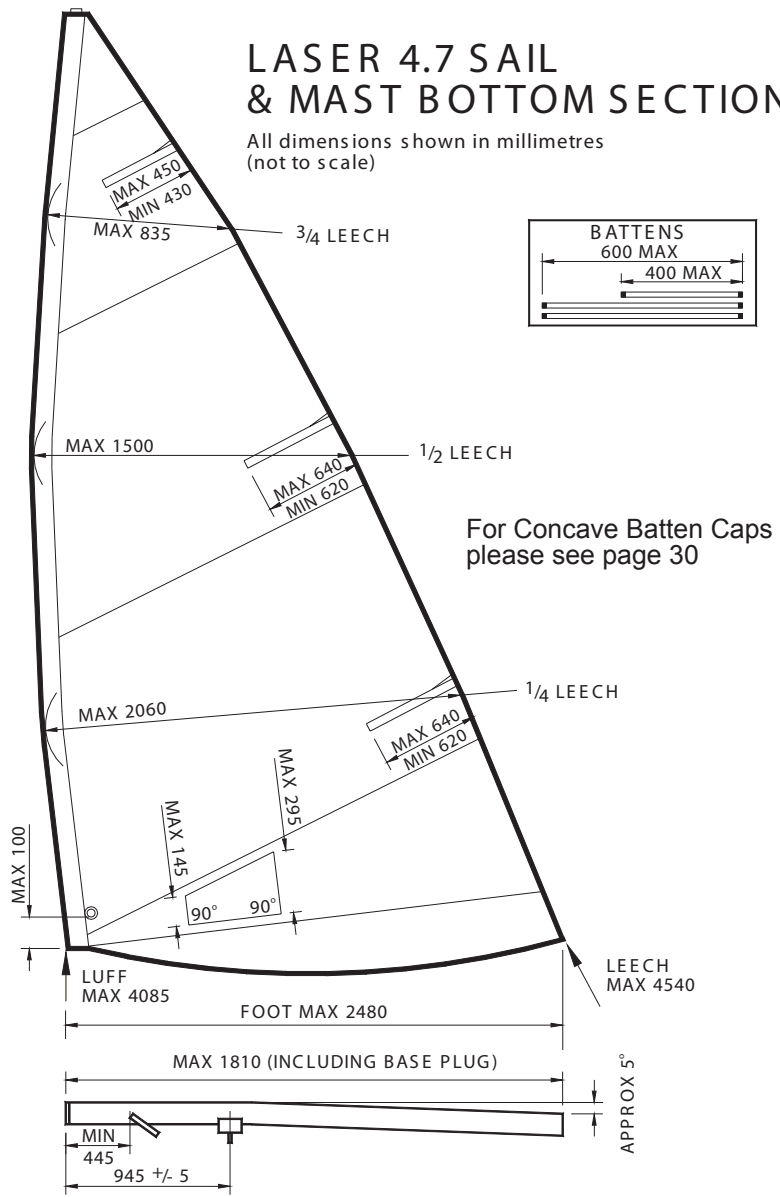 LASER 4.7 SAIL
& MAST BOTTOM SECTION
All dimensions shown in millimetres
(not to scale)
MAX 450
MIN 430
MAX 835
3/4 LEECH
BATTENS
600 MAX
400 MAX
MAX 1500
1/2 LEECH
MAX 640
MIN 620
For Concave Batten Caps
please see page 30
MAX 2060
1/4 LEECH
MAX 640
MIN 620
MAX 295
MAX 145
MAX 100
90°
90°
LUFF
MAX 4085
LEECH
MAX 4540
FOOT MAX 2480
MAX 1810 (INCLUDING BASE PLUG)
APPROX 5°
MIN
445
945 +/- 5